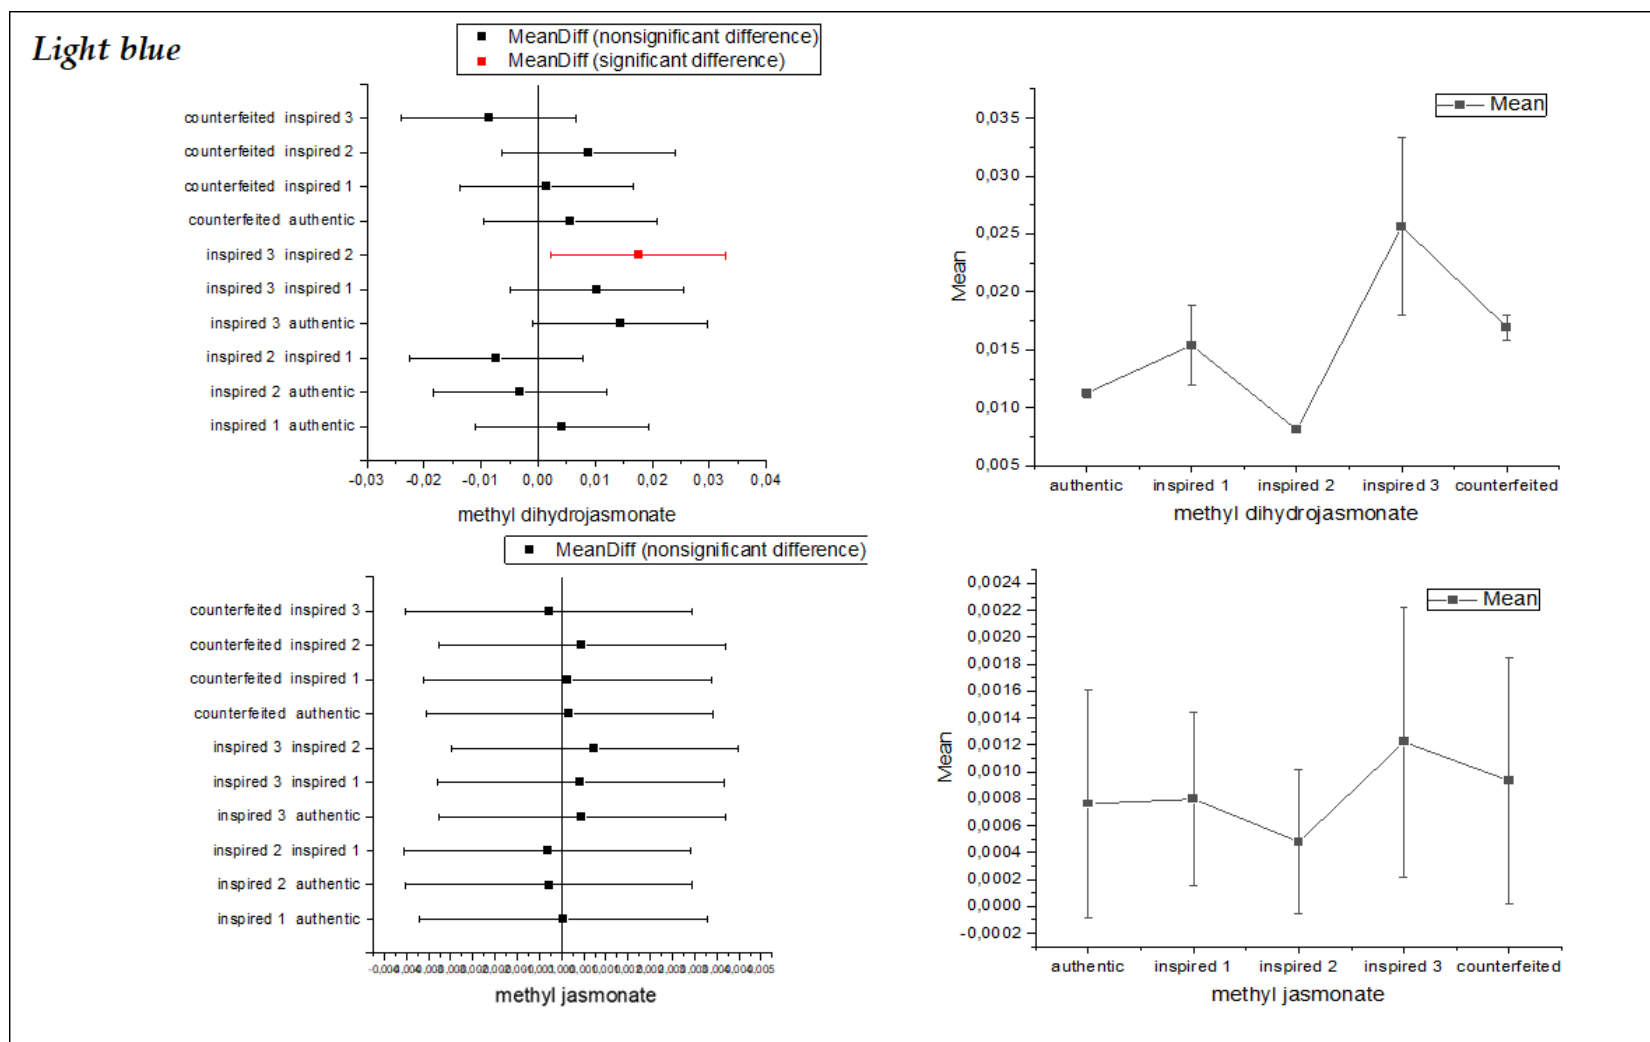 Light blue
MeanDiff (nonsignificant difference)
MeanDiff (significant difference)
counterfeited inspired 3
counterfeited inspired 2
counterfeited inspired 1
counterfeited authentic
inspired 3 inspired 2
inspired 3 inspired 1
inspired 3 authentic
inspired 2 inspired 1
inspired 2 authentic
inspired 1 authentic
-0,03 -0,02 -0,01 0,00 0,01 0,02 0,03 0,04
methyl dihydrojasmonate
Mean
0,035
0,030
0,025
0,020
0,015
0,010
0,005
Mean
authentic inspired 1 inspired 2 inspired 3 counterfeited
methyl dihydrojasmonate
MeanDiff (nonsignificant difference)
counterfeited inspired 3
counterfeited inspired 2
counterfeited inspired 1
counterfeited authentic
inspired 3 inspired 2
inspired 3 inspired 1
inspired 3 authentic
inspired 2 inspired 1
inspired 2 authentic
inspired 1 authentic
methyl jasmonate
Mean
0,0024
0,0022
0,0020
0,0018
0,0016
0,0014
0,0012
0,0010
0,0008
0,0006
0,0004
0,0002
0,0000
-0,0002
Mean
authentic inspired 1 inspired 2 inspired 3 counterfeited
methyl jasmonate